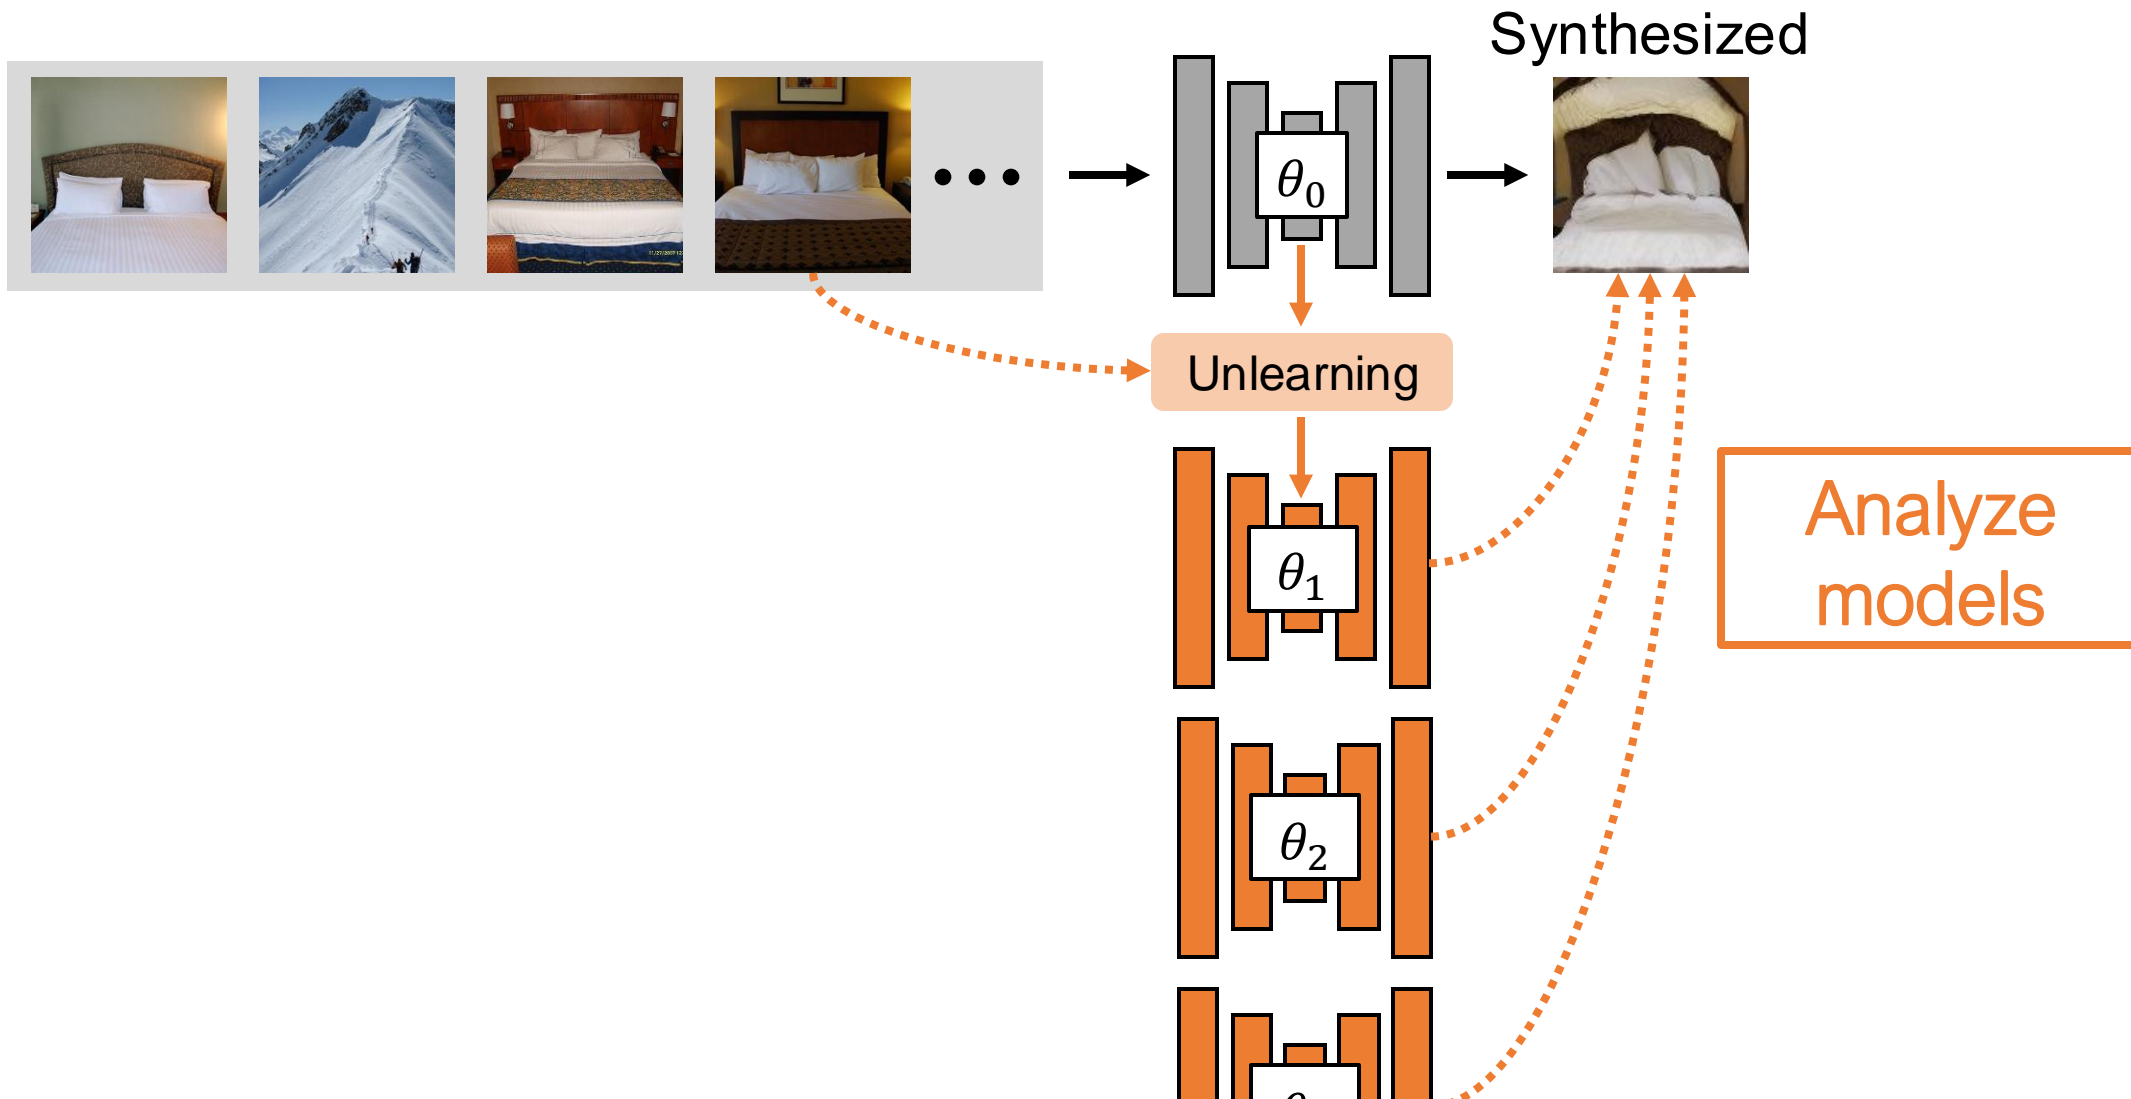 Synthesized
θ₀
Unlearning
θ₁
Analyze
models
θ₂